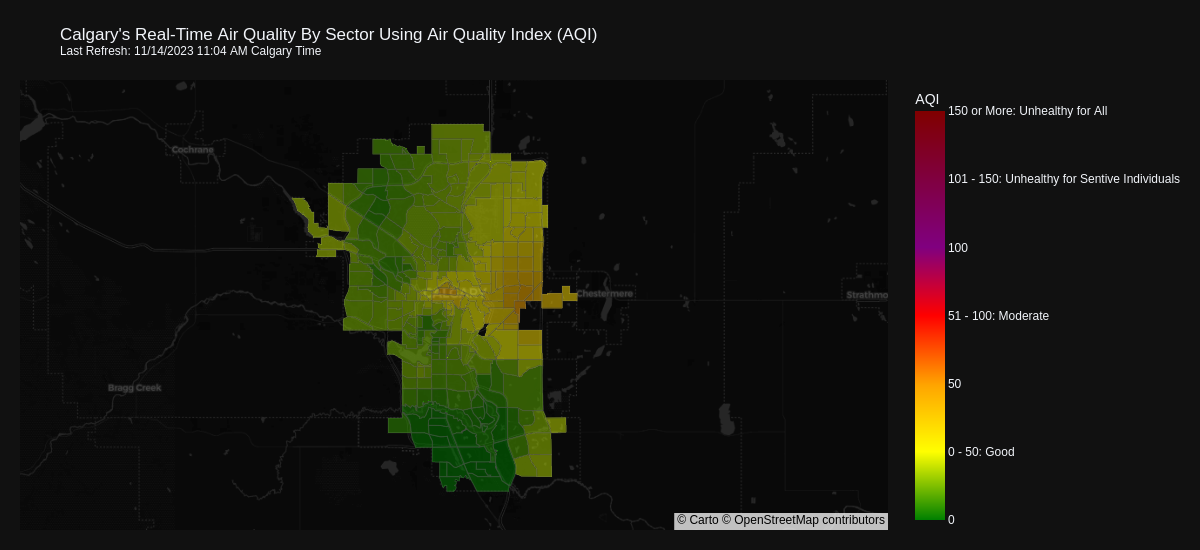 Calgary's Real-Time Air Quality By Sector Using Air Quality Index (AQI)
Last Refresh: 11/14/2023 11:04 AM Calgary Time
AQI
150 or More: Unhealthy for All
101 - 150: Unhealthy for Sentive Individuals
100
51 - 100: Moderate
50
0 - 50: Good
0
Cochrane
Chestermere
Strathmo
Bragg Creek
© Carto © OpenStreetMap contributors